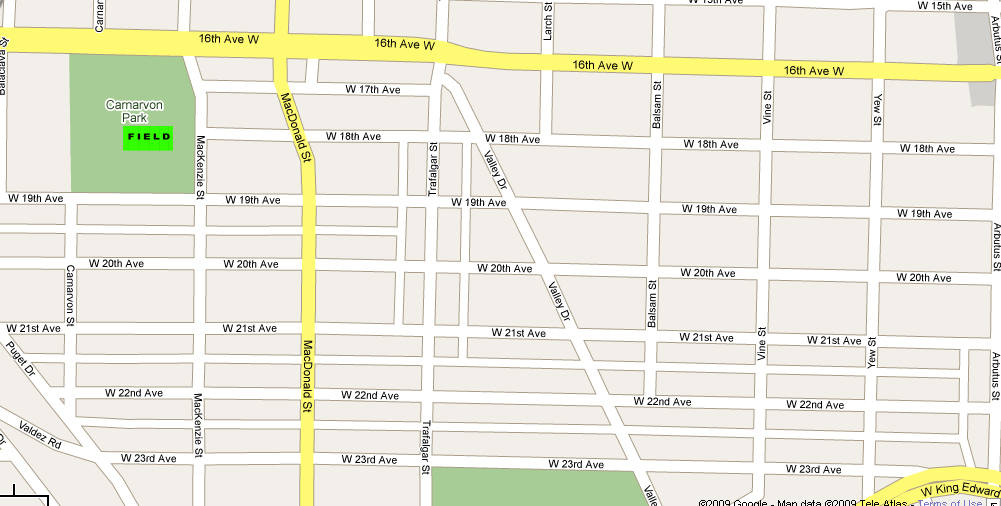 W 15th Ave
W 15th Ave
Carnar
Larch St
Arbutus St
16th Ave W
16th Ave W
16th Ave W
16th Ave W
Balaclava St
W 17th Ave
Carnarvon
Park
FIELD
MacDonald St
Balsam St
Vine St
Yew St
W 18th Ave
W 18th Ave
W 18th Ave
W 18th Ave
MacKenzie St
Trafalgar St
Valley Dr
W 19th Ave
W 19th Ave
W 19th Ave
W 19th Ave
W 19th Ave
Arbutus St
W 20th Ave
W 20th Ave
W 20th Ave
W 20th Ave
W 20th Ave
Carnarvon St
Valley Dr
Balsam St
W 21st Ave
W 21st Ave
W 21st Ave
W 21st Ave
W 21st Ave
Vine St
Yew St
Puget Dr
MacDonald St
Arbutus St
W 22nd Ave
W 22nd Ave
W 22nd Ave
W 22nd Ave
MacKenzie St
Trafalgar St
Valdez Rd
Dr
W 23rd Ave
W 23rd Ave
W 23rd Ave
W 23rd Ave
Valle
W King Edward
©2009 Google - Map data ©2009 Tele Atlas - Terms of Use